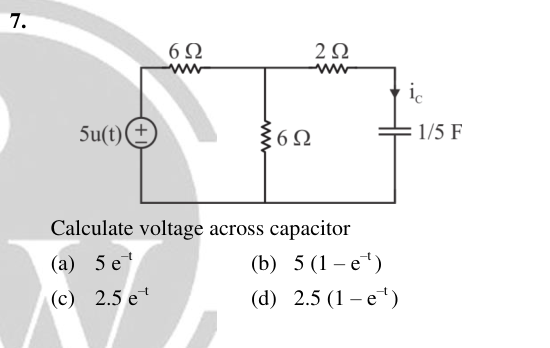 7.
6 Ω 2 Ω
i_c
5u(t) + 6 Ω 1/5 F
Calculate voltage across capacitor
(a) 5 e⁻ᵗ (b) 5 (1 – e⁻ᵗ)
(c) 2.5 e⁻ᵗ (d) 2.5 (1 – e⁻ᵗ)